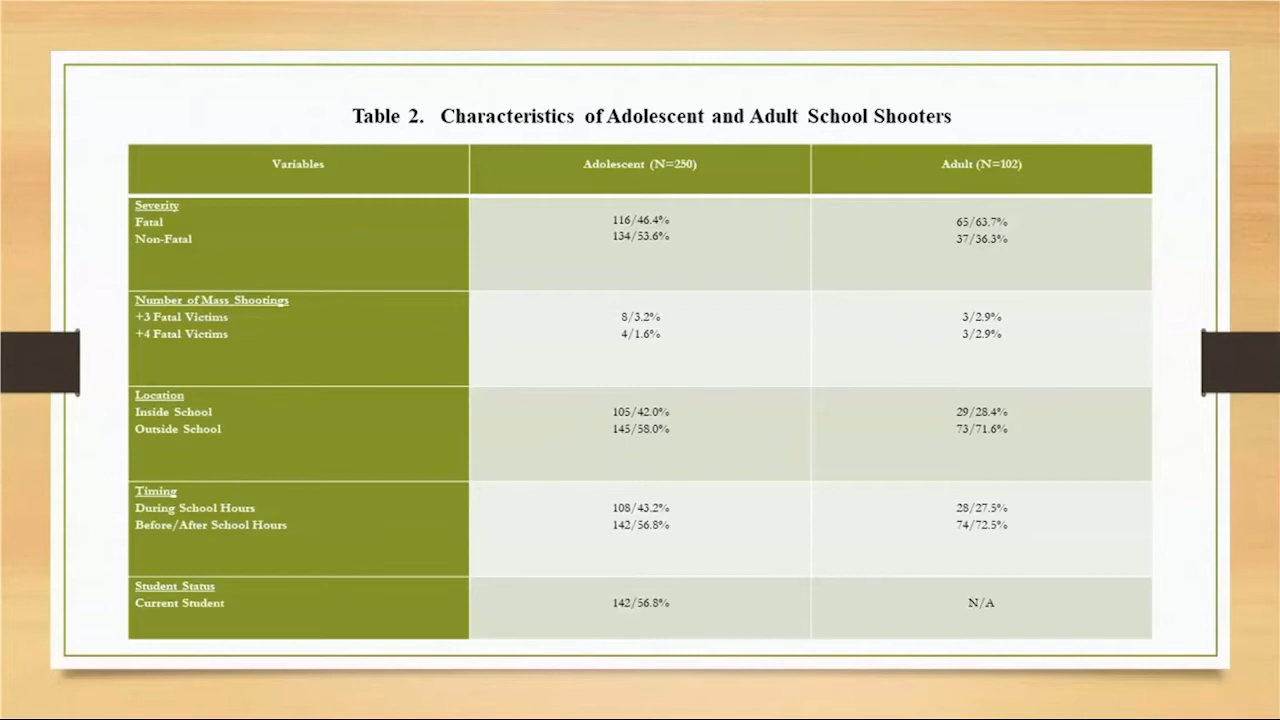 Table 2. Characteristics of Adolescent and Adult School Shooters
Variables Adolescent (N=250) Adult (N=102)
Severity
Fatal 116/46.4% 65/63.7%
Non-Fatal 134/53.6% 37/36.3%
Number of Mass Shootings
+3 Fatal Victims 8/3.2% 3/2.9%
+4 Fatal Victims 4/1.6% 3/2.9%
Location
Inside School 105/42.0% 29/28.4%
Outside School 145/58.0% 73/71.6%
Timing
During School Hours 108/43.2% 28/27.5%
Before/After School Hours 142/56.8% 74/72.5%
Student Status
Current Student 142/56.8% N/A